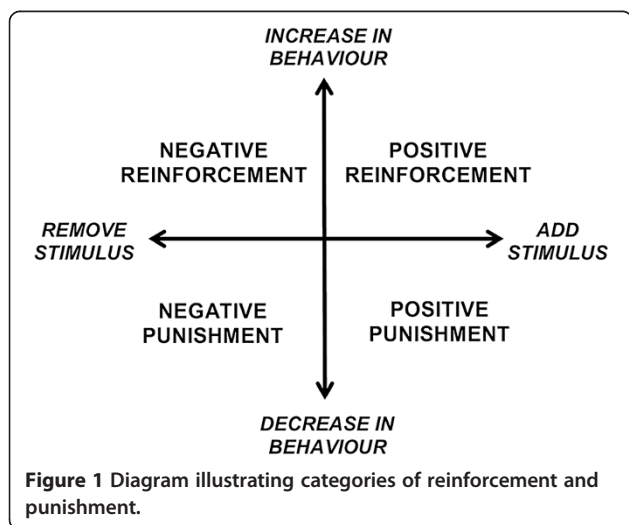 INCREASE IN
BEHAVIOUR
NEGATIVE
REINFORCEMENT
POSITIVE
REINFORCEMENT
REMOVE
STIMULUS
ADD
STIMULUS
NEGATIVE
PUNISHMENT
POSITIVE
PUNISHMENT
DECREASE IN
BEHAVIOUR
Figure 1 Diagram illustrating categories of reinforcement and
punishment.